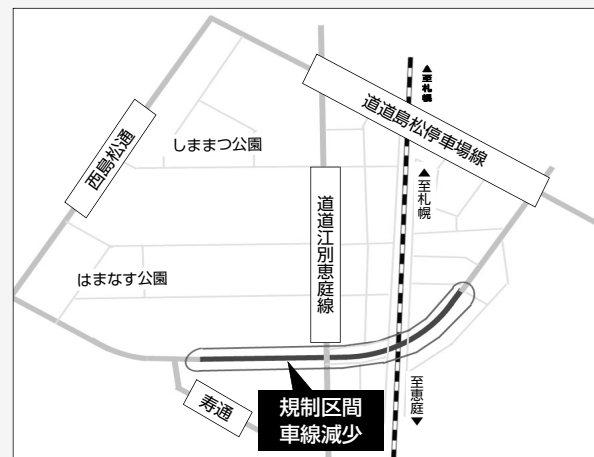 ▲至札幌
道道島松停車場線
西島松通
しままつ公園
▲至札幌
道道江別恵庭線
はまなす公園
至恵庭▼
寿通
規制区間
車線減少